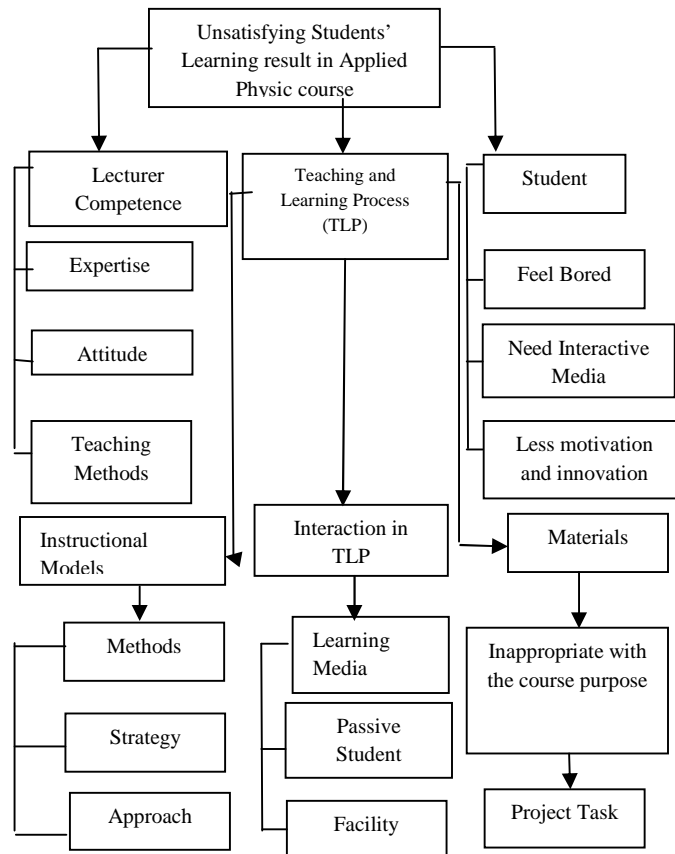 Unsatisfying Students'
Learning result in Applied
Physic course
Lecturer
Competence
Teaching and
Learning Process
(TLP)
Student
Expertise
Feel Bored
Attitude
Need Interactive
Media
Teaching
Methods
Less motivation
and innovation
Instructional
Models
Interaction in
TLP
Materials
Methods
Learning
Media
Inappropriate with
the course purpose
Strategy
Passive
Student
Approach
Facility
Project Task